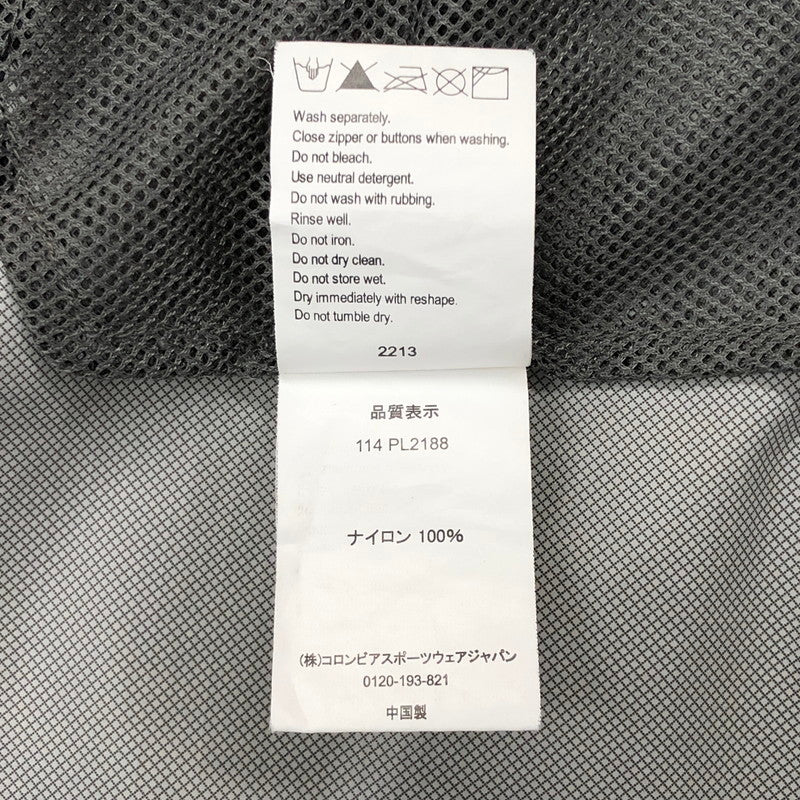 Wash separately.
Close zipper or buttons when washing.
Do not bleach.
Use neutral detergent.
Do not wash with rubbing.
Rinse well.
Do not iron.
Do not dry clean.
Do not store wet.
Dry immediately with reshape.
Do not tumble dry.
2213
品質表示
114 PL2188
ナイロン 100%
(株)コロンビアスポーツウェアジャパン
0120-193-821
中国製